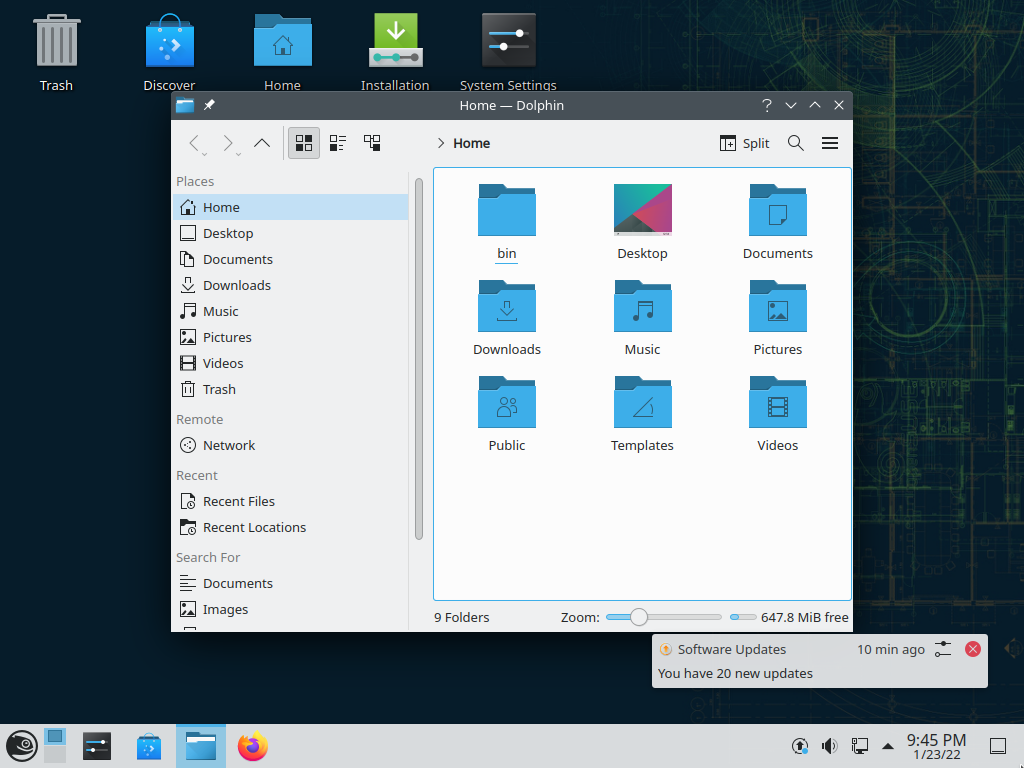 Trash
Discover
Home
Installation
System Settings
Home — Dolphin
Home
Split
Places
Home
Desktop
Documents
Downloads
Music
Pictures
Videos
Trash
Remote
Network
Recent
Recent Files
Recent Locations
Search For
Documents
Images
bin
Desktop
Documents
Downloads
Music
Pictures
Public
Templates
Videos
9 Folders
Zoom:
647.8 MiB free
Software Updates
10 min ago
You have 20 new updates
9:45 PM
1/23/22